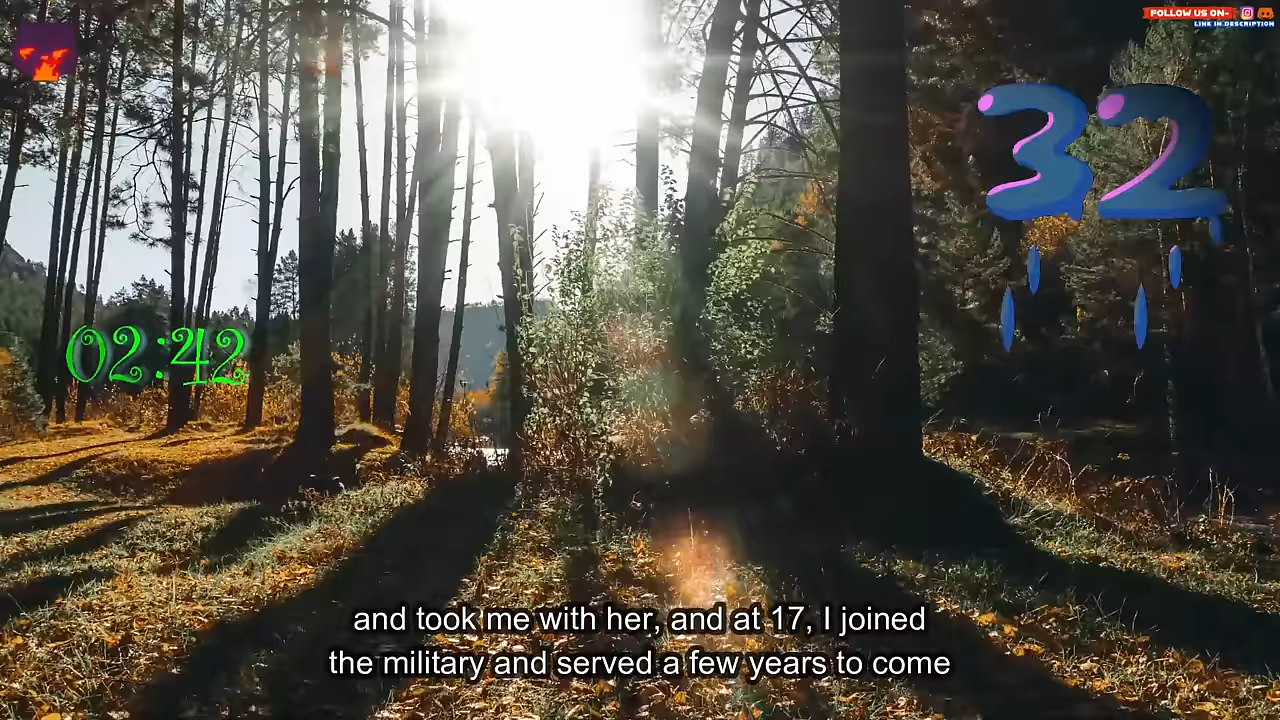 FOLLOW US ON-
LINK IN DESCRIPTION
32
02:42
and took me with her, and at 17, I joined
the military and served a few years to come